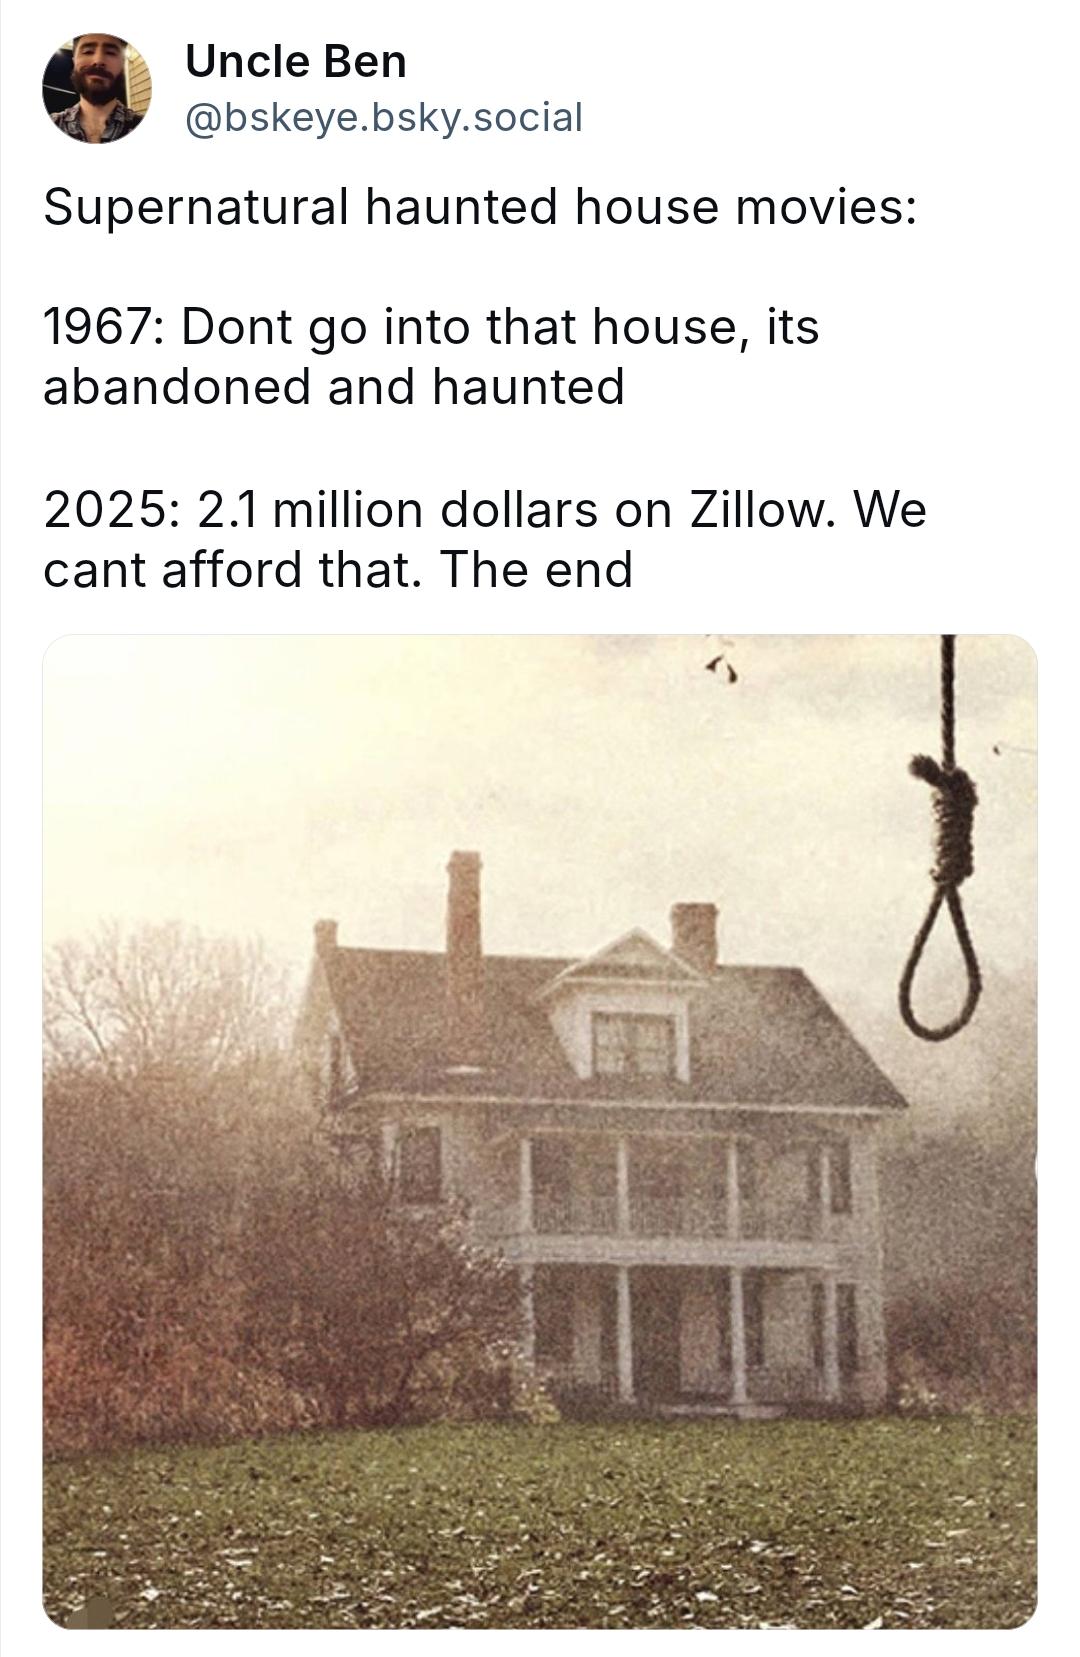 Uncle Ben
@bskeye.bsky.social
Supernatural haunted house movies:
1967: Dont go into that house, its
abandoned and haunted
2025: 2.1 million dollars on Zillow. We
cant afford that. The end